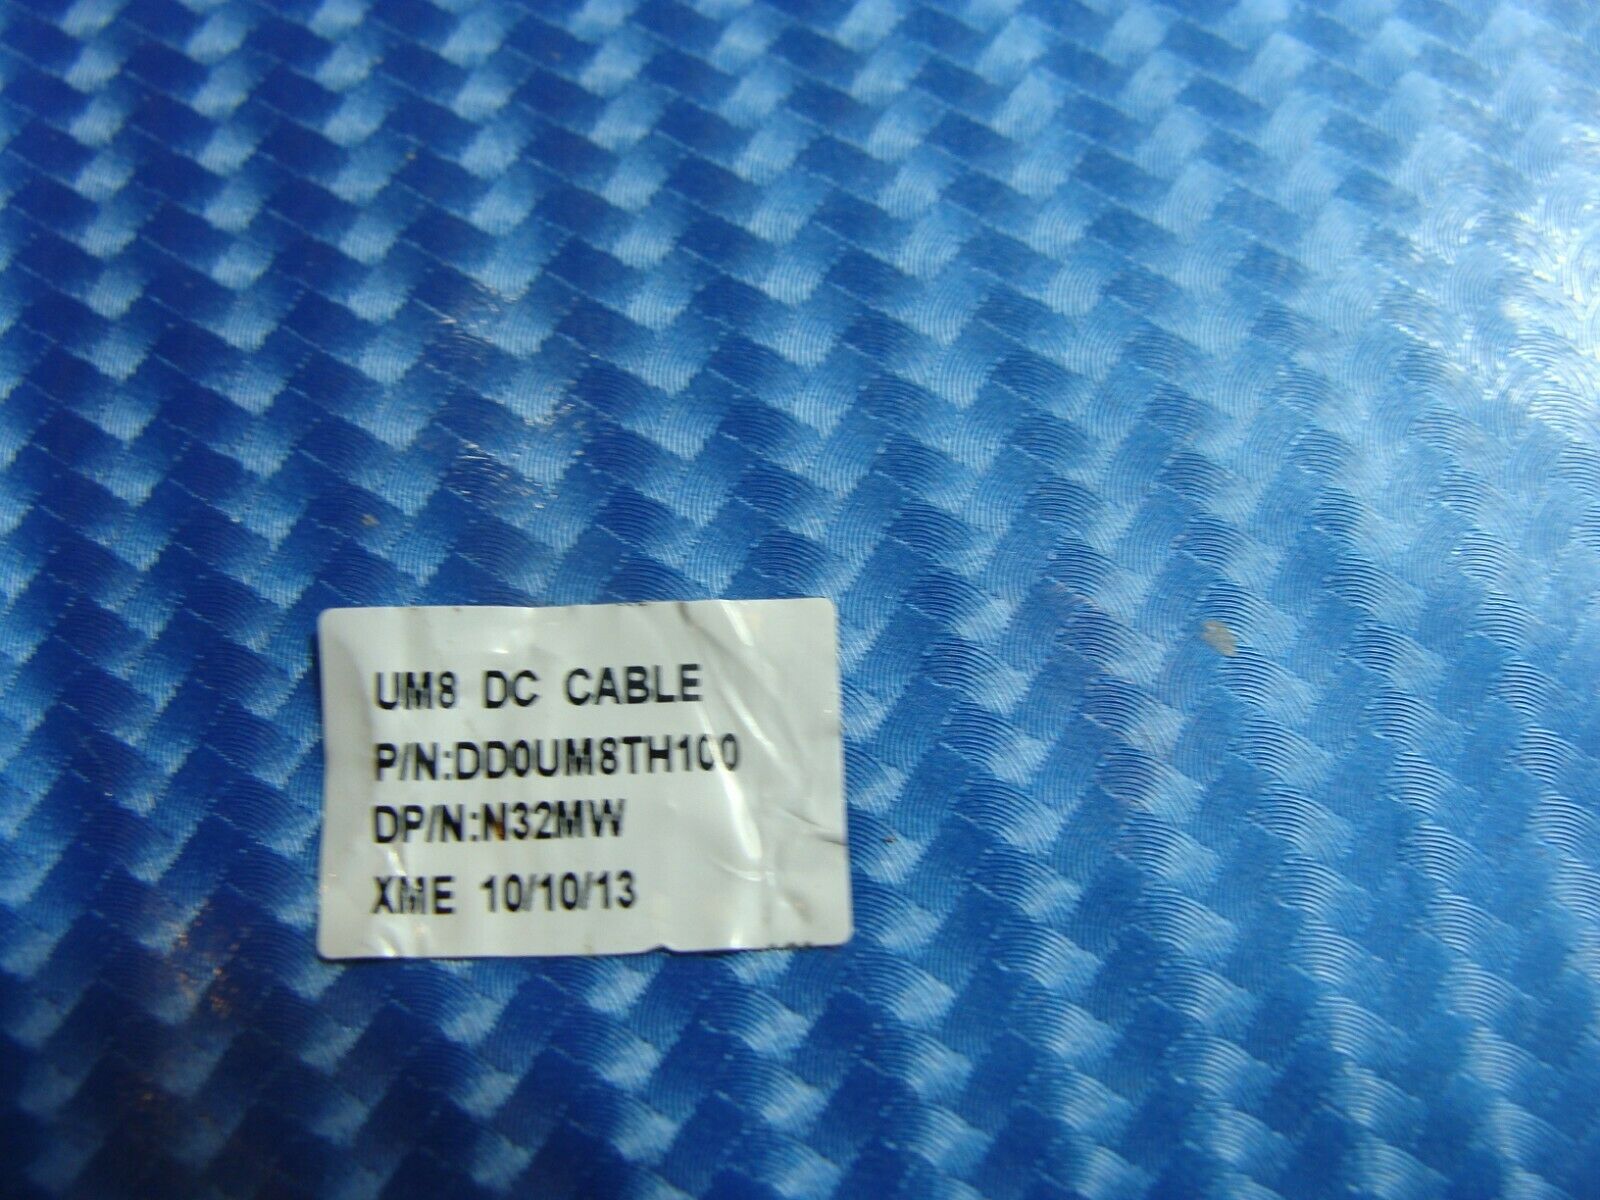 UM8 DC CABLE
P/N:DD0UM8TH100
DP/N:N32MW
XME 10/10/13